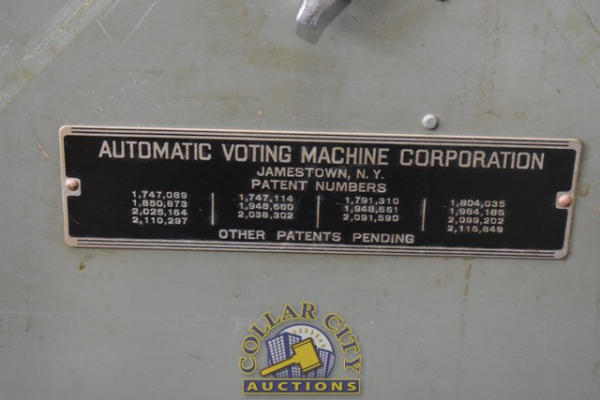 AUTOMATIC VOTING MACHINE CORPORATION
JAMESTOWN, N.Y.
PATENT NUMBERS
1,747,089 1,747,114 1,791,310 1,804,035
1,850,873 1,948,560 1,948,561 1,984,185
2,025,164 2,038,302 2,091,590 2,099,202
2,110,297 2,115,849
OTHER PATENTS PENDING
COLLAR CITY
AUCTIONS